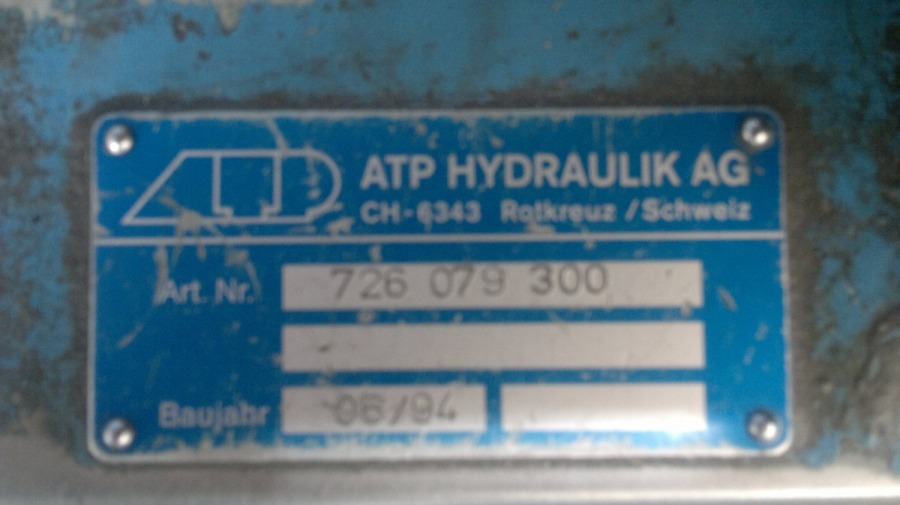 ATP HYDRAULIK AG
CH-6343 Rotkreuz / Schweiz
Art. Nr. 726 079 300
Baujahr 06/94